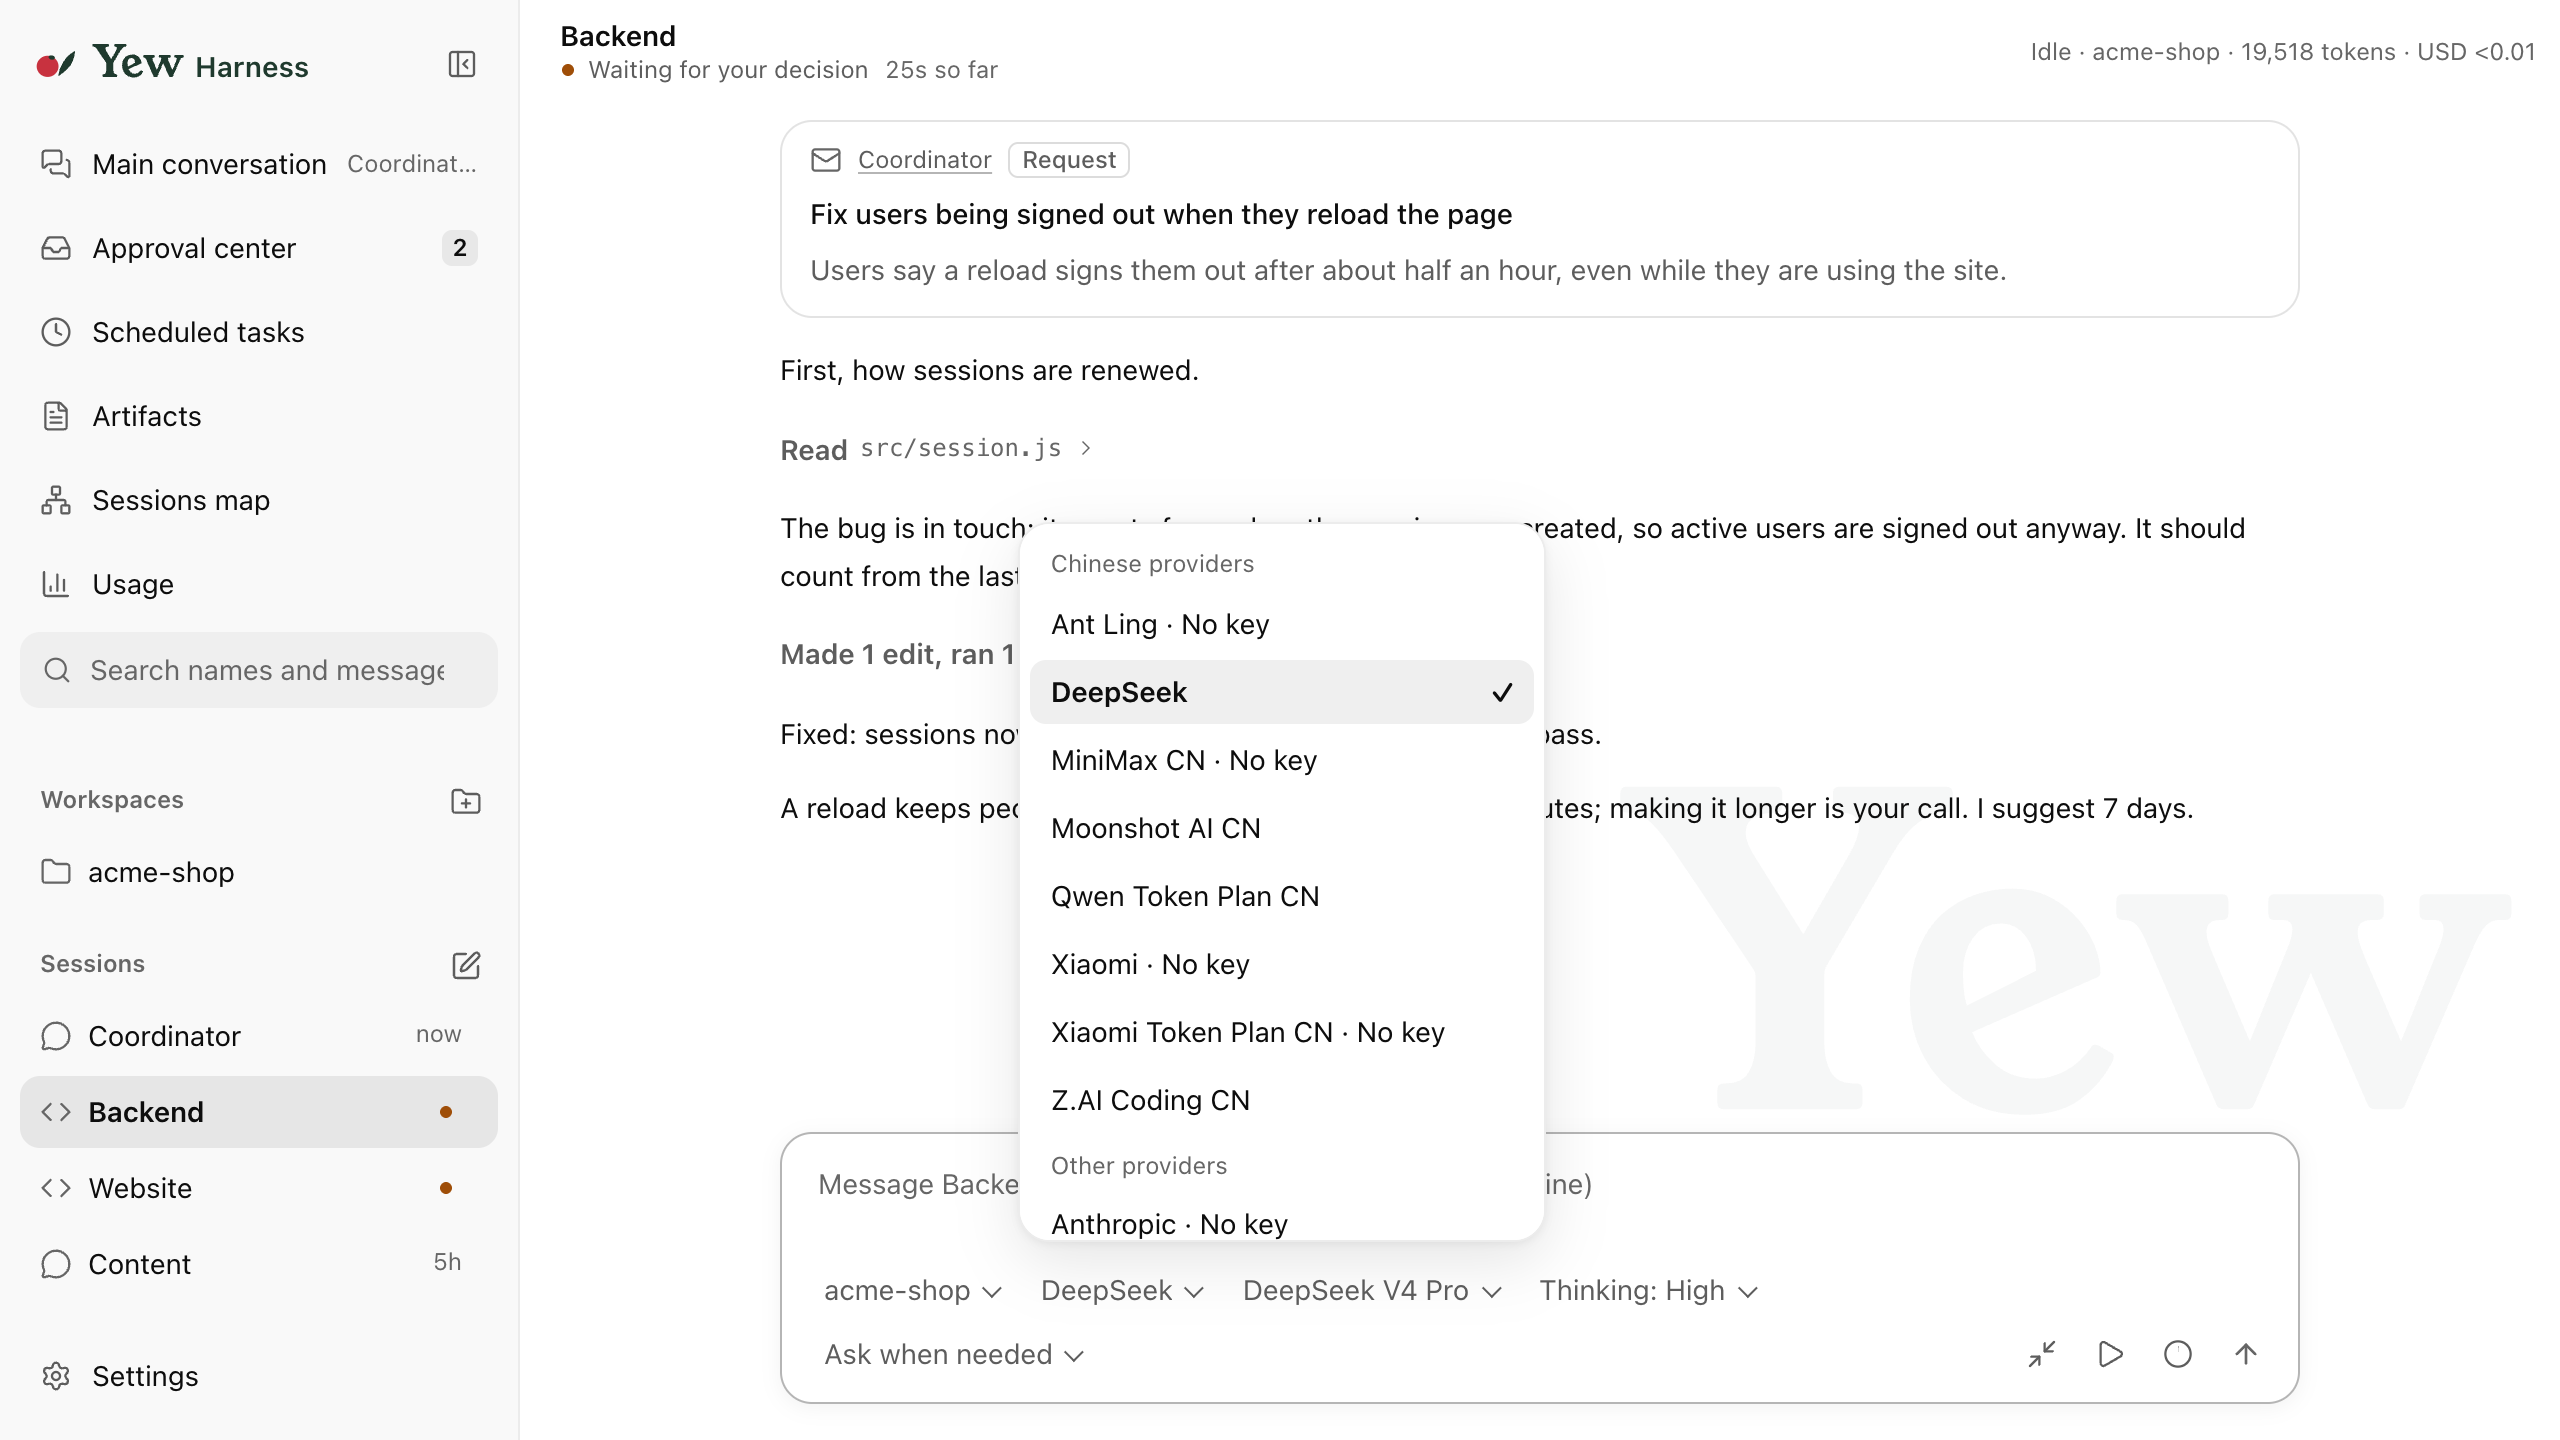 Yew Harness
Main conversation Coordinat...
Approval center 2
Scheduled tasks
Artifacts
Sessions map
Usage
Search names and message
Workspaces
acme-shop
Sessions
Coordinator now
Backend
Website
Content 5h
Settings
Backend
Waiting for your decision 25s so far
Idle · acme-shop · 19,518 tokens · USD <0.01
Coordinator Request
Fix users being signed out when they reload the page
Users say a reload signs them out after about half an hour, even while they are using the site.
First, how sessions are renewed.
Read src/session.js
The bug is in touch: created, so active users are signed out anyway. It should
count from the last
Made 1 edit, ran 1
Fixed: sessions now pass.
A reload keeps making it longer is your call. I suggest 7 days.
Chinese providers
Ant Ling · No key
DeepSeek
MiniMax CN · No key
Moonshot AI CN
Qwen Token Plan CN
Xiaomi · No key
Xiaomi Token Plan CN · No key
Z.AI Coding CN
Other providers
Anthropic · No key
Yew
Message
acme-shop DeepSeek DeepSeek V4 Pro Thinking: High
Ask when needed